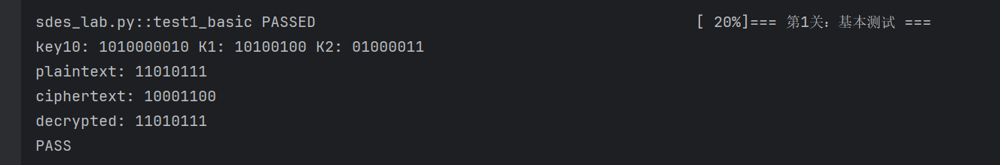 sdes_lab.py::test1_basic PASSED [ 20%]=== 第1关：基本测试 ===
key10: 1010000010 K1: 10100100 K2: 01000011
plaintext: 11010111
ciphertext: 10001100
decrypted: 11010111
PASS